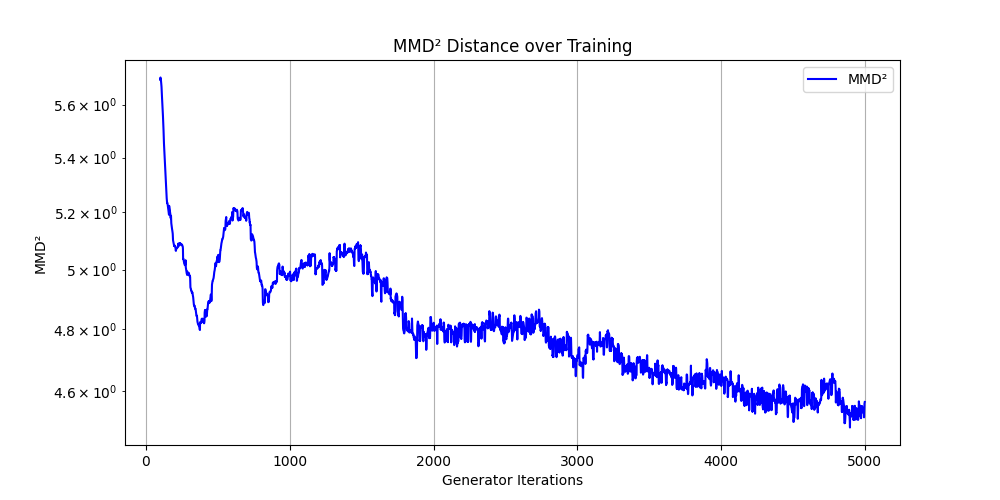 MMD² Distance over Training
MMD²
5.6 × 10⁰
5.4 × 10⁰
5.2 × 10⁰
5 × 10⁰
4.8 × 10⁰
4.6 × 10⁰
MMD²
0 1000 2000 3000 4000 5000
Generator Iterations